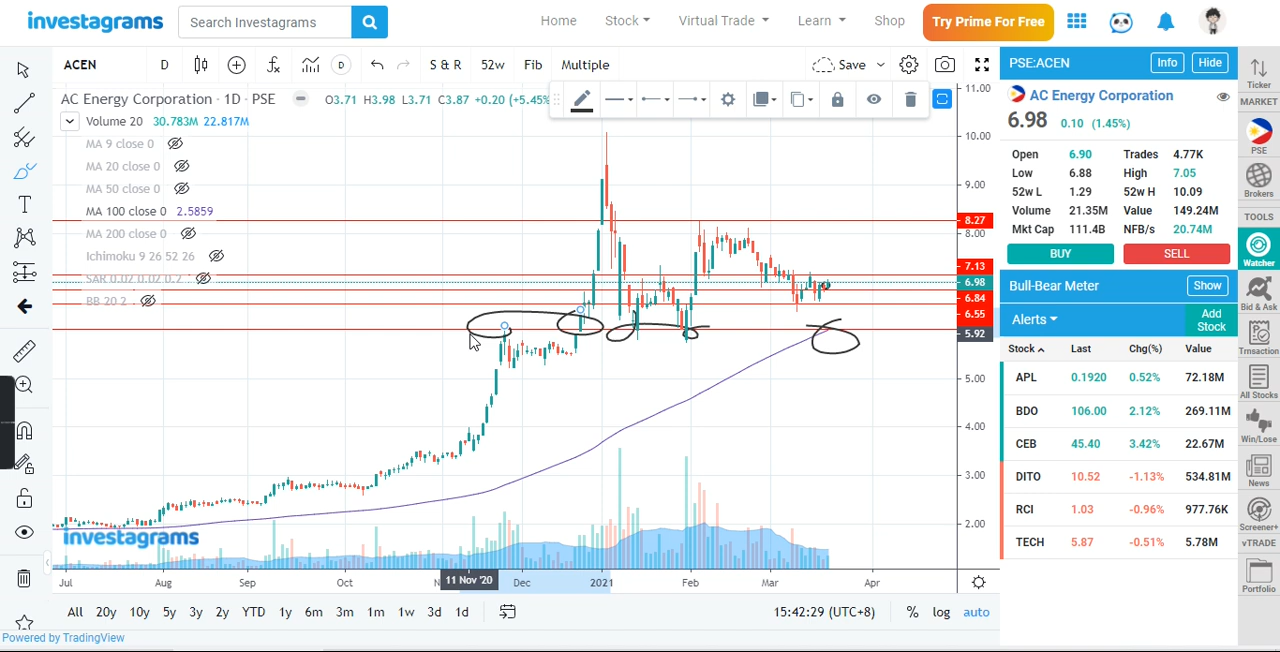 investagrams
Search Investagrams
Home Stock Virtual Trade Learn Shop
Try Prime For Free
ACEN D D S & R 52w Fib Multiple Save
AC Energy Corporation · 1D · PSE O3.71 H3.98 L3.71 C3.87 +0.20 (+5.45%
Volume 20 30.783M 22.817M
MA 9 close 0
MA 20 close 0
MA 50 close 0
MA 100 close 0 2.5859
MA 200 close 0
Ichimoku 9 26 52 26
SAR 0.02 0.02 0.2
BB 20 2
11.00
10.00
9.00
8.27
8.00
7.13
6.98
6.84
6.55
5.92
5.00
4.00
3.00
2.00
investagrams
Jul Aug Sep Oct N 11 Nov '20 Dec 2021 Feb Mar Apr
All 20y 10y 5y 3y 2y YTD 1y 6m 3m 1m 1w 3d 1d 15:42:29 (UTC+8) % log auto
Powered by TradingView
PSE:ACEN Info Hide
AC Energy Corporation
6.98 0.10 (1.45%)
Open 6.90 Trades 4.77K
Low 6.88 High 7.05
52w L 1.29 52w H 10.09
Volume 21.35M Value 149.24M
Mkt Cap 111.4B NFB/s 20.74M
BUY SELL
Bull-Bear Meter Show
Alerts Add Stock
Stock Last Chg(%) Value
APL 0.1920 0.52% 72.18M
BDO 106.00 2.12% 269.11M
CEB 45.40 3.42% 22.67M
DITO 10.52 -1.13% 534.81M
RCI 1.03 -0.96% 977.76K
TECH 5.87 -0.51% 5.78M
Ticker
MARKET
PSE
Brokers
TOOLS
Watcher
Bid & Ask
Trnsaction
All Stocks
Win/Lose
News
Screener+
vTRADE
Portfolio